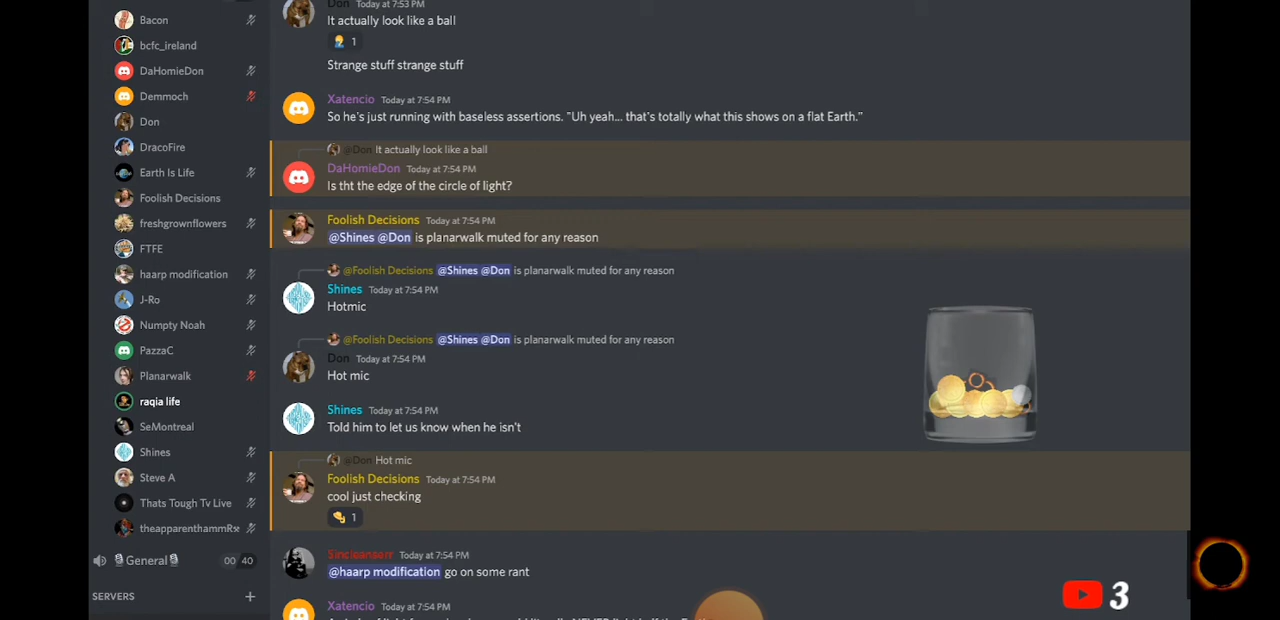 Bacon
bcfc_ireland
DaHomieDon
Demmoch
Don
DracoFire
Earth Is Life
Foolish Decisions
freshgrownflowers
FTFE
haarp modification
J-Ro
Numpty Noah
PazzaC
Planarwalk
raqia life
SeMontreal
Shines
Steve A
Thats Tough Tv Live
General
00 40
SERVERS
Don Today at 7:53 PM
It actually look like a ball
1
Strange stuff strange stuff
Xatencio Today at 7:54 PM
So he's just running with baseless assertions. "Uh yeah... that's totally what this shows on a flat Earth."
@Don It actually look like a ball
DaHomieDon Today at 7:54 PM
Is tht the edge of the circle of light?
Foolish Decisions Today at 7:54 PM
@Shines @Don is planarwalk muted for any reason
@Foolish Decisions @Shines @Don is planarwalk muted for any reason
Shines Today at 7:54 PM
Hotmic
@Foolish Decisions @Shines @Don is planarwalk muted for any reason
Don Today at 7:54 PM
Hot mic
Shines Today at 7:54 PM
Told him to let us know when he isn't
@Don Hot mic
Foolish Decisions Today at 7:54 PM
cool just checking
1
Today at 7:54 PM
@haarp modification go on some rant
Xatencio Today at 7:54 PM
3